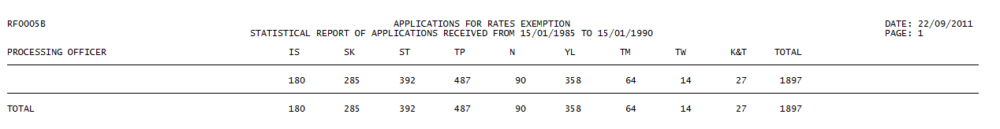 RF0005B APPLICATIONS FOR RATES EXEMPTION DATE: 22/09/2011
STATISTICAL REPORT OF APPLICATIONS RECEIVED FROM 15/01/1985 TO 15/01/1990 PAGE: 1
PROCESSING OFFICER IS SK ST TP N YL TM TW K&T TOTAL
180 285 392 487 90 358 64 14 27 1897
TOTAL 180 285 392 487 90 358 64 14 27 1897